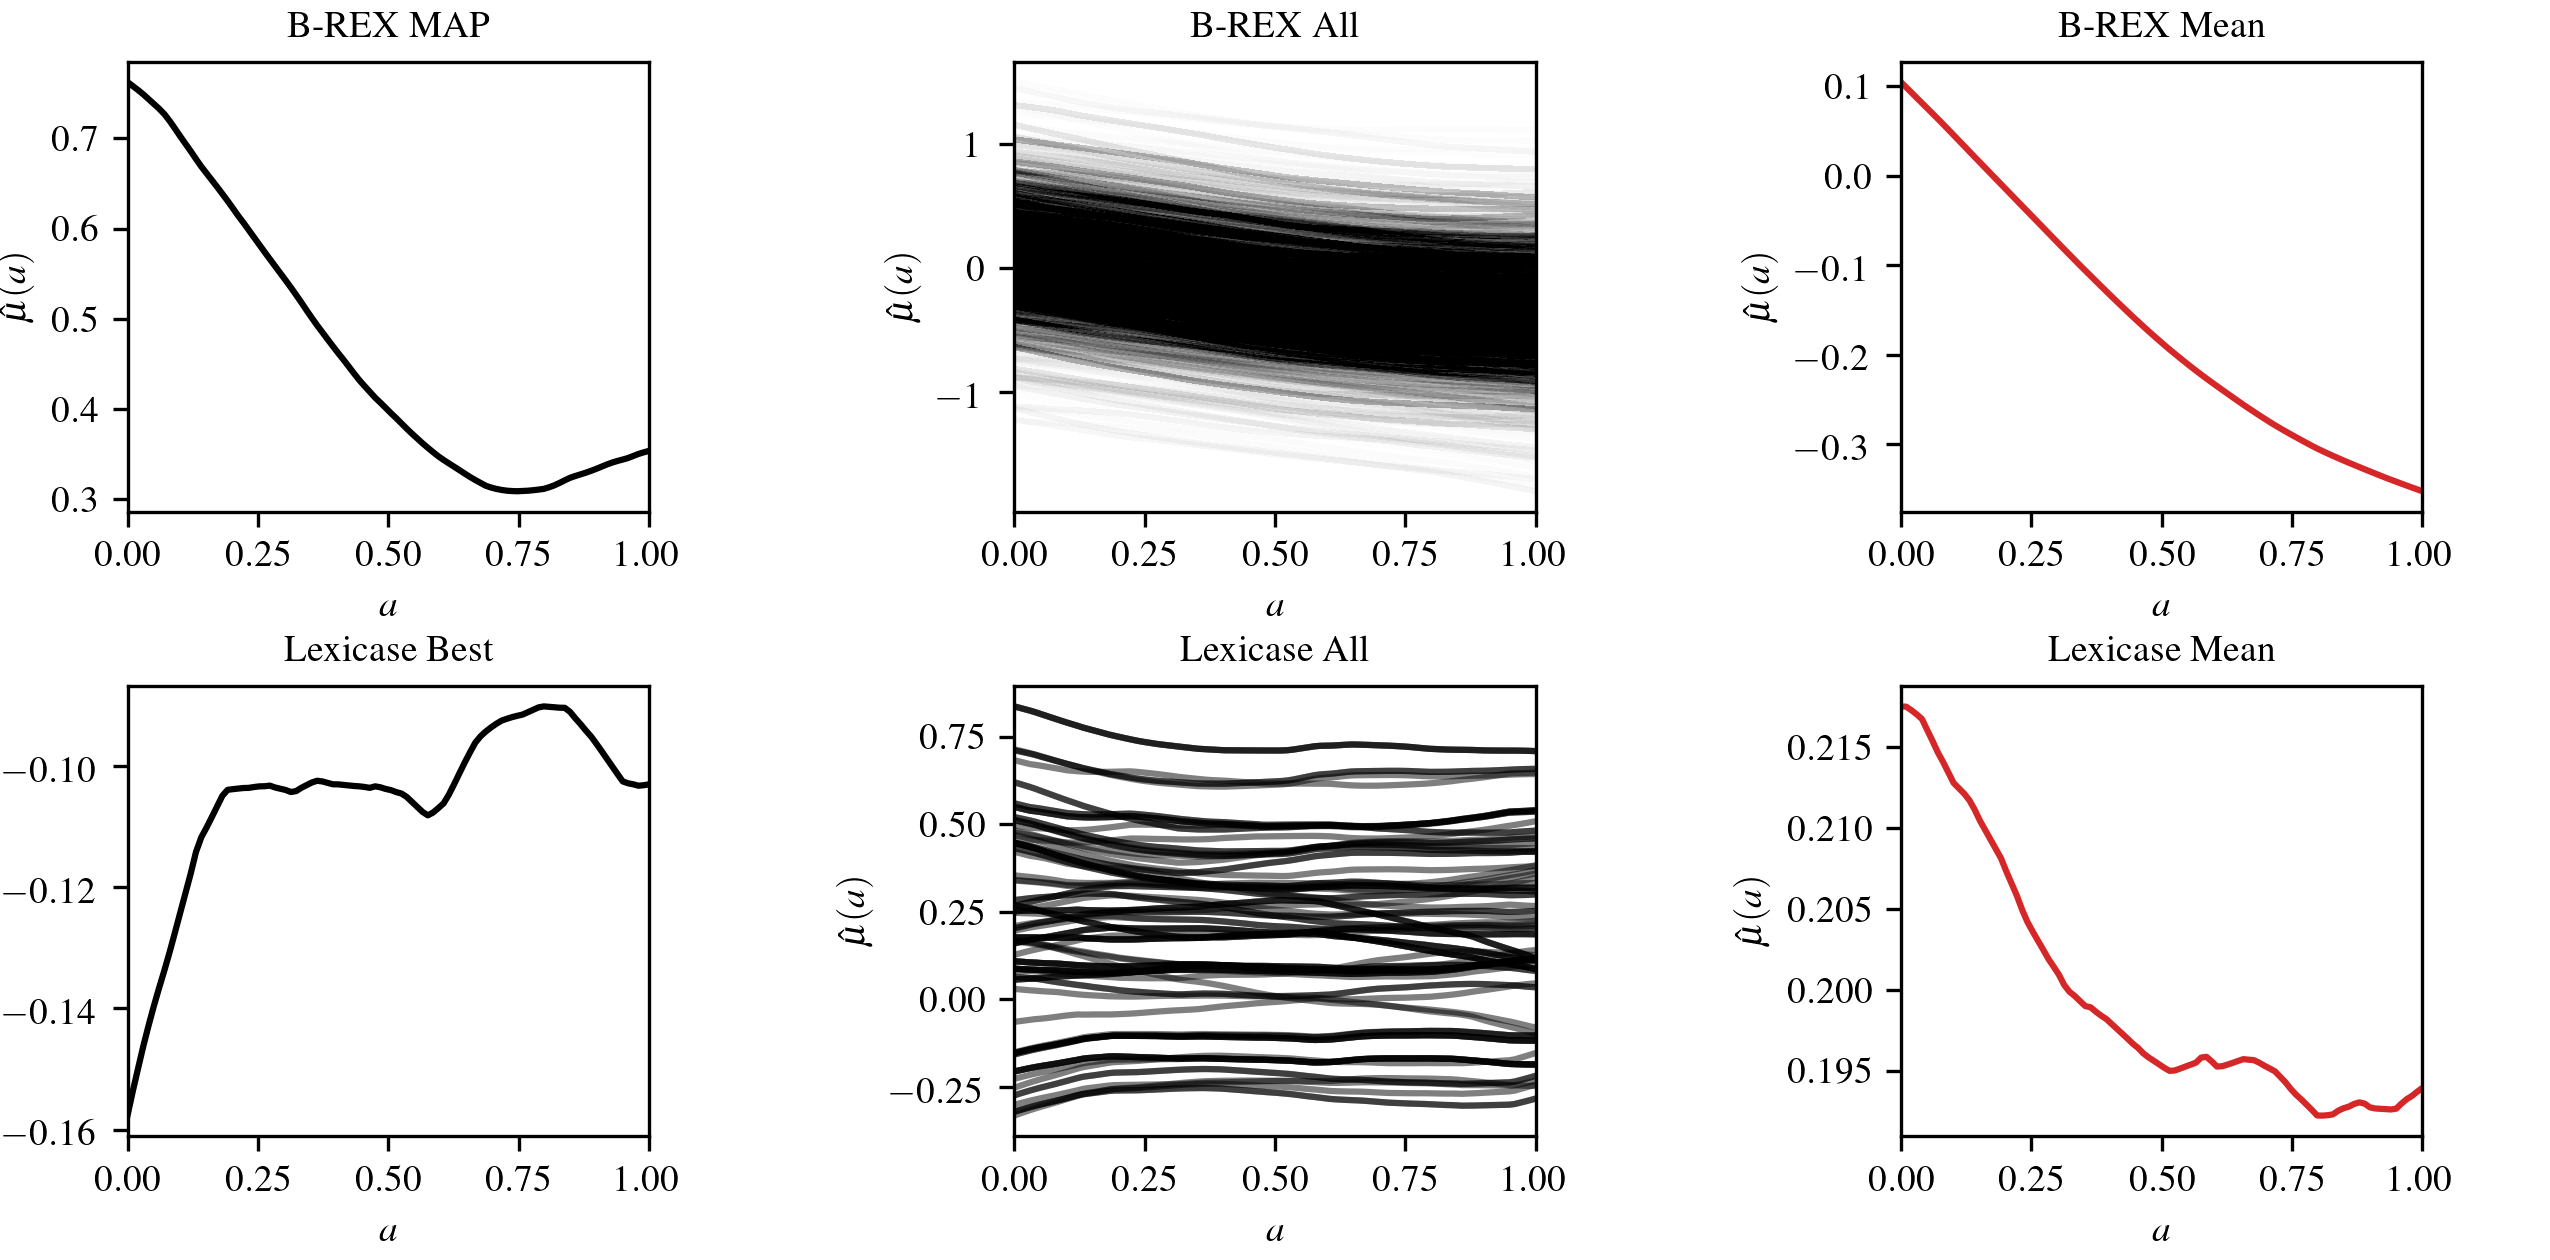 B-REX MAP
0.7
0.6
0.5
0.4
0.3
μ̂(a)
0.00 0.25 0.50 0.75 1.00
a
B-REX All
1
0
−1
μ̂(a)
0.00 0.25 0.50 0.75 1.00
a
B-REX Mean
0.1
0.0
−0.1
−0.2
−0.3
μ̂(a)
0.00 0.25 0.50 0.75 1.00
a
Lexicase Best
−0.10
−0.12
−0.14
−0.16
0.00 0.25 0.50 0.75 1.00
a
Lexicase All
0.75
0.50
0.25
0.00
−0.25
μ̂(a)
0.00 0.25 0.50 0.75 1.00
a
Lexicase Mean
0.215
0.210
0.205
0.200
0.195
μ̂(a)
0.00 0.25 0.50 0.75 1.00
a